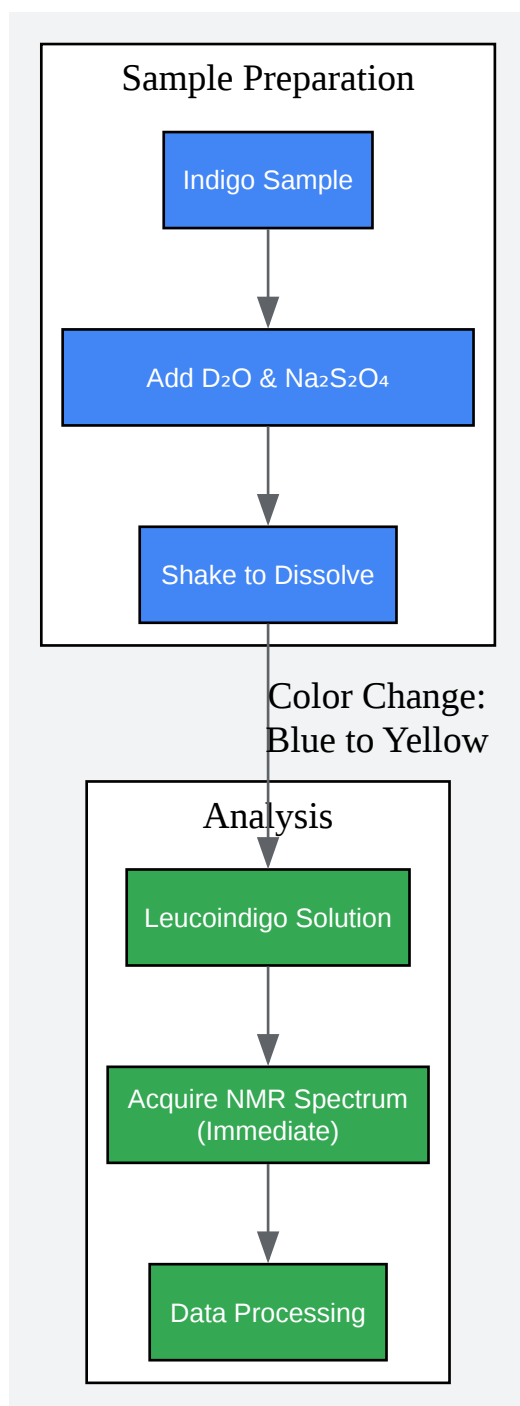 Sample Preparation
Indigo Sample
Add D₂O & Na₂S₂O₄
Shake to Dissolve
Color Change:
Blue to Yellow
Analysis
Leucoindigo Solution
Acquire NMR Spectrum
(Immediate)
Data Processing